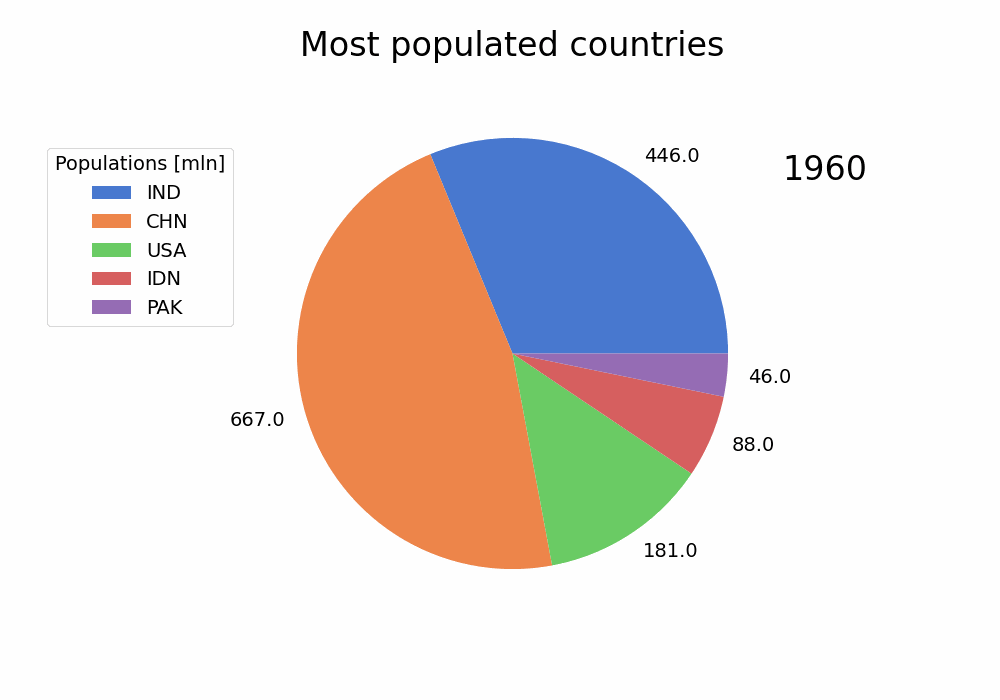 Most populated countries
1960
Populations [mln]
IND
CHN
USA
IDN
PAK
446.0
667.0
181.0
88.0
46.0